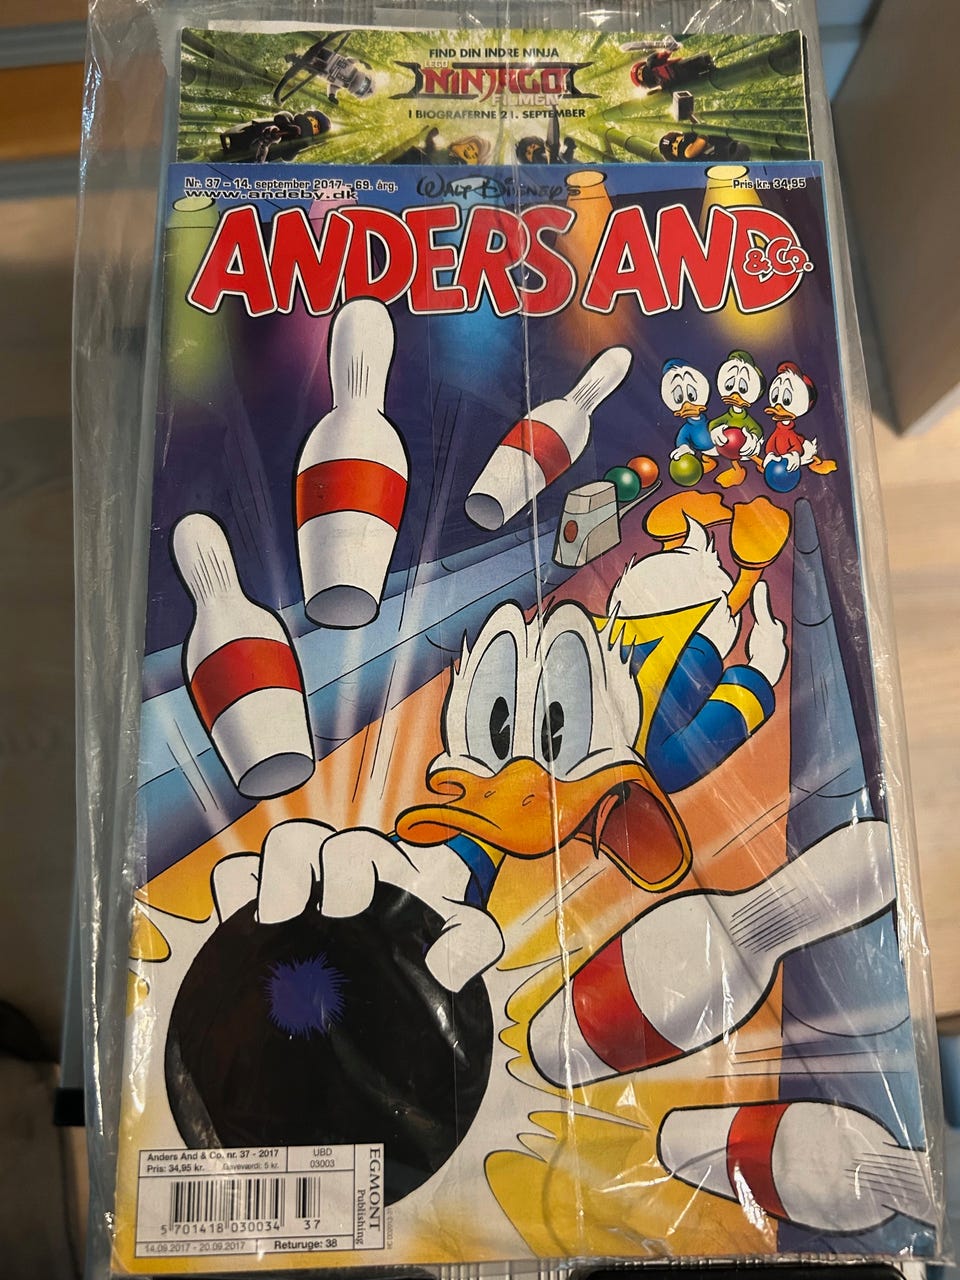 FIND DIN INDRE NINJA
LEGO
NINJAGO
FILMEN
I BIOGRAFERNE 21. SEPTEMBER
Nr. 37 - 14. september 2017 - 69. årg.
www.andeby.dk
WALT DISNEY'S
Pris kr. 34,95
ANDERS AND
& Co.
Anders And & Co. nr. 37 - 2017
Pris: 34,95 kr. Gaveværdi: 5 kr.
UBD
03003
EGMONT
Publishing
5 701418 030034 37
14.09.2017 - 20.09.2017
Returuge: 38